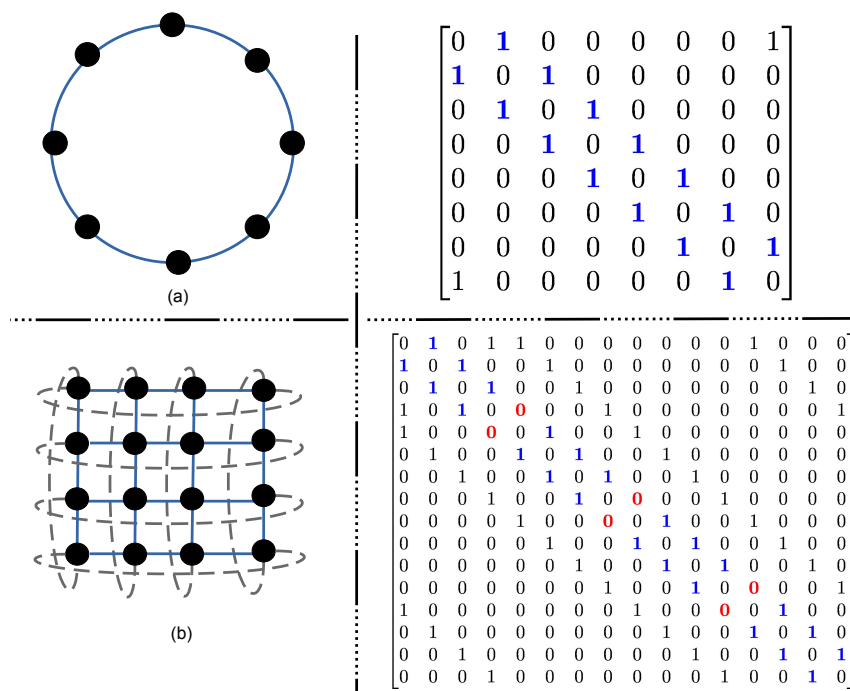 (a)
0 1 0 0 0 0 0 1
1 0 1 0 0 0 0 0
0 1 0 1 0 0 0 0
0 0 1 0 1 0 0 0
0 0 0 1 0 1 0 0
0 0 0 0 1 0 1 0
0 0 0 0 0 1 0 1
1 0 0 0 0 0 1 0
(b)
0 1 0 1 1 0 0 0 0 0 0 0 1 0 0 0
1 0 1 0 0 1 0 0 0 0 0 0 0 1 0 0
0 1 0 1 0 0 1 0 0 0 0 0 0 0 1 0
1 0 1 0 0 0 0 1 0 0 0 0 0 0 0 1
1 0 0 0 0 1 0 0 1 0 0 0 0 0 0 0
0 1 0 0 1 0 1 0 0 1 0 0 0 0 0 0
0 0 1 0 0 1 0 1 0 0 1 0 0 0 0 0
0 0 0 1 0 0 1 0 0 0 0 1 0 0 0 0
0 0 0 0 1 0 0 0 0 1 0 0 1 0 0 0
0 0 0 0 0 1 0 0 1 0 1 0 0 1 0 0
0 0 0 0 0 0 1 0 0 1 0 1 0 0 1 0
0 0 0 0 0 0 0 1 0 0 1 0 0 0 0 1
1 0 0 0 0 0 0 0 1 0 0 0 0 1 0 0
0 1 0 0 0 0 0 0 0 1 0 0 1 0 1 0
0 0 1 0 0 0 0 0 0 0 1 0 0 1 0 1
0 0 0 1 0 0 0 0 0 0 0 1 0 0 1 0